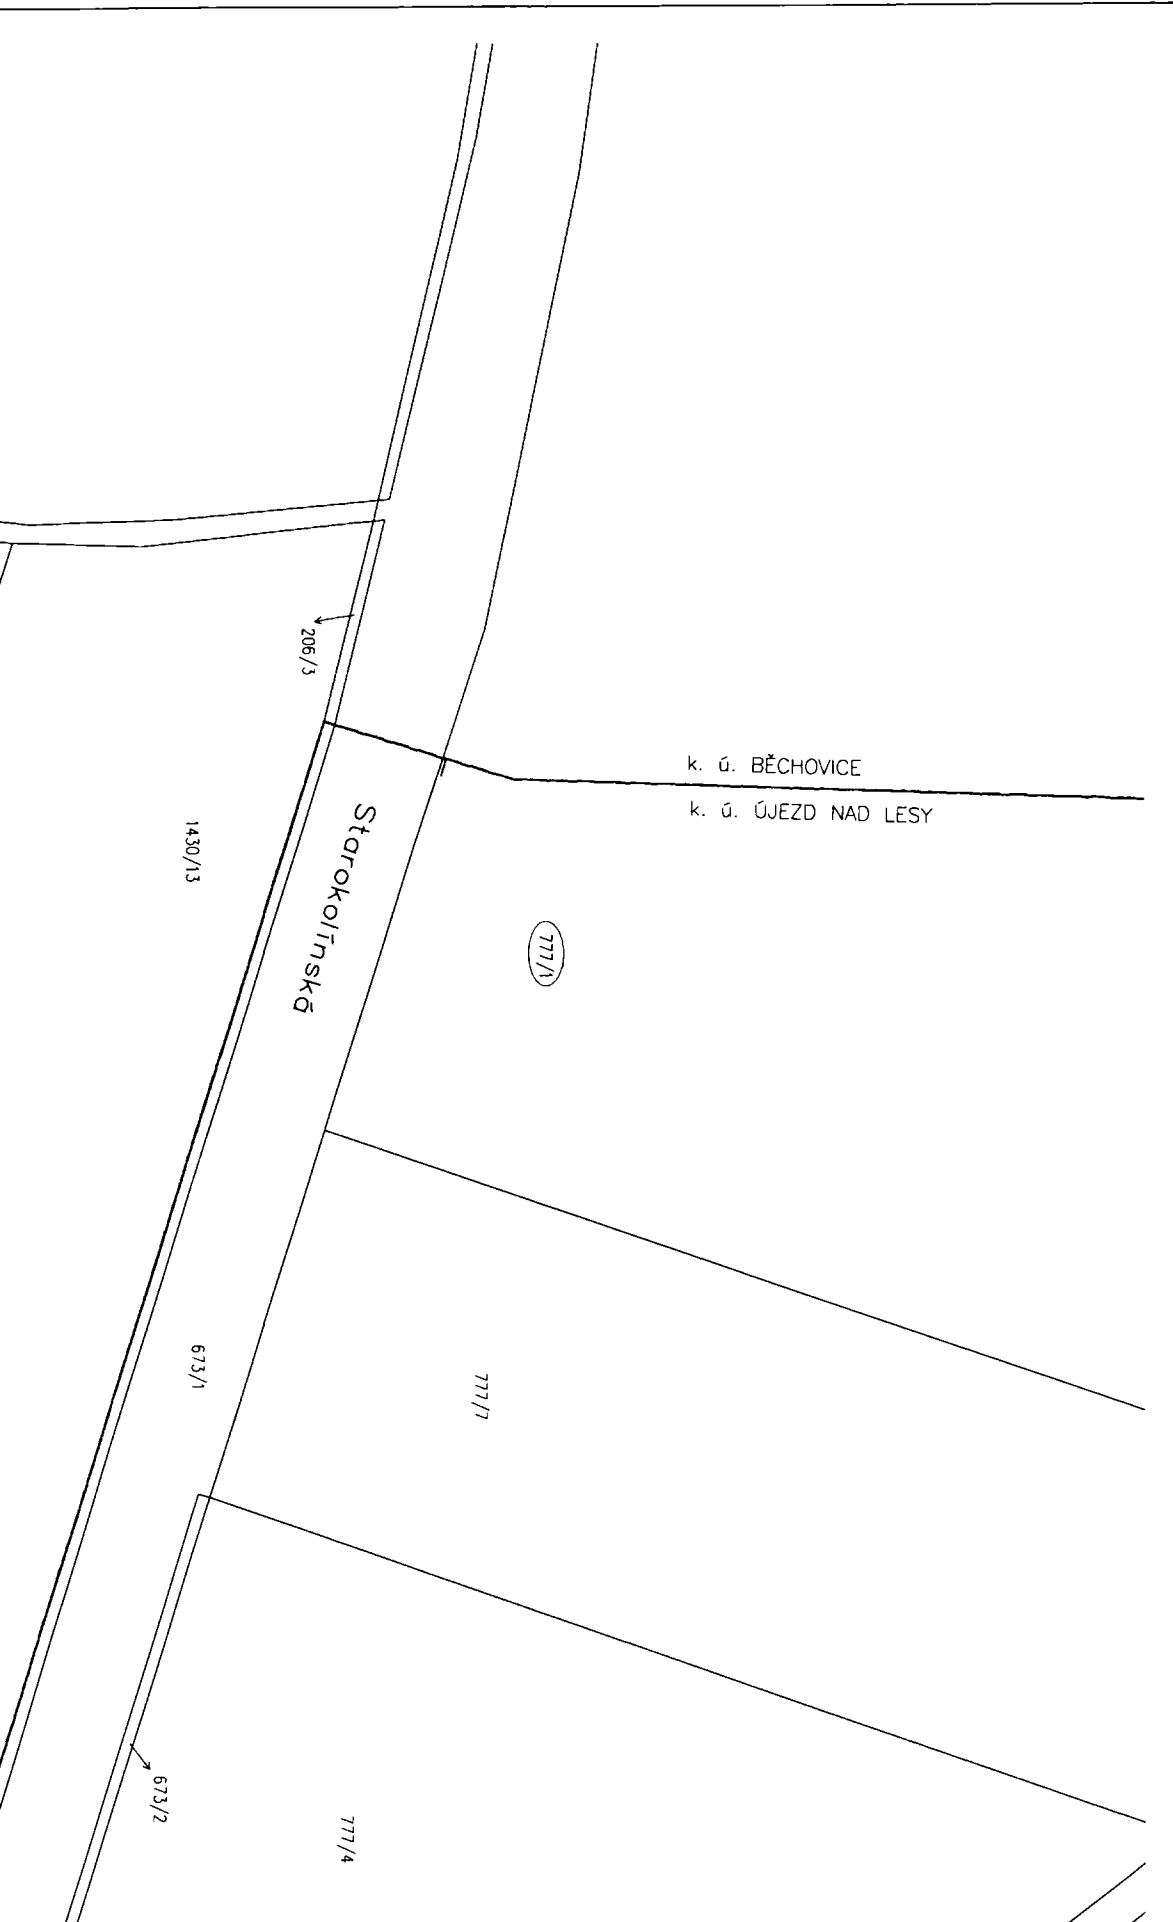 206/3
k. ú. BĚCHOVICE
k. ú. ÚJEZD NAD LESY
Starokolínská
1430/13
777/1
673/1
777/7
673/2
777/4